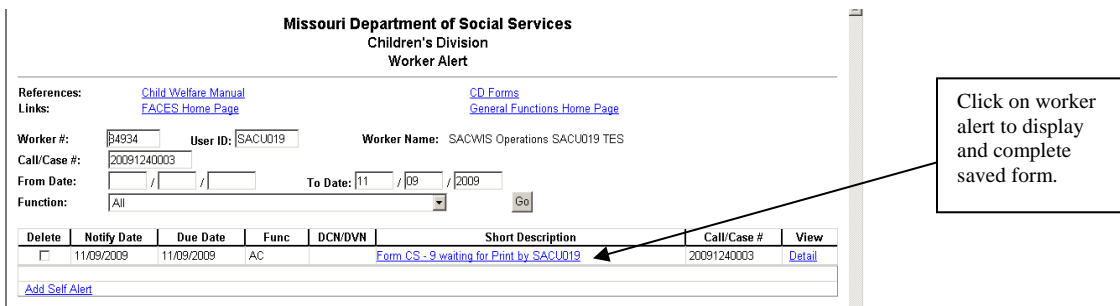 Missouri Department of Social Services
Children's Division
Worker Alert
References: Child Welfare Manual CD Forms
Links: FACES Home Page General Functions Home Page
Worker #: 34934 User ID: SACU019 Worker Name: SACWIS Operations SACU019 TES
Call/Case #: 20091240003
From Date: / / To Date: 11 / 09 / 2009
Function: All Go
Delete Notify Date Due Date Func DCN/DVN Short Description Call/Case # View
11/09/2009 11/09/2009 AC Form CS - 9 waiting for Print by SACU019 20091240003 Detail
Add Self Alert
Click on worker
alert to display
and complete
saved form.